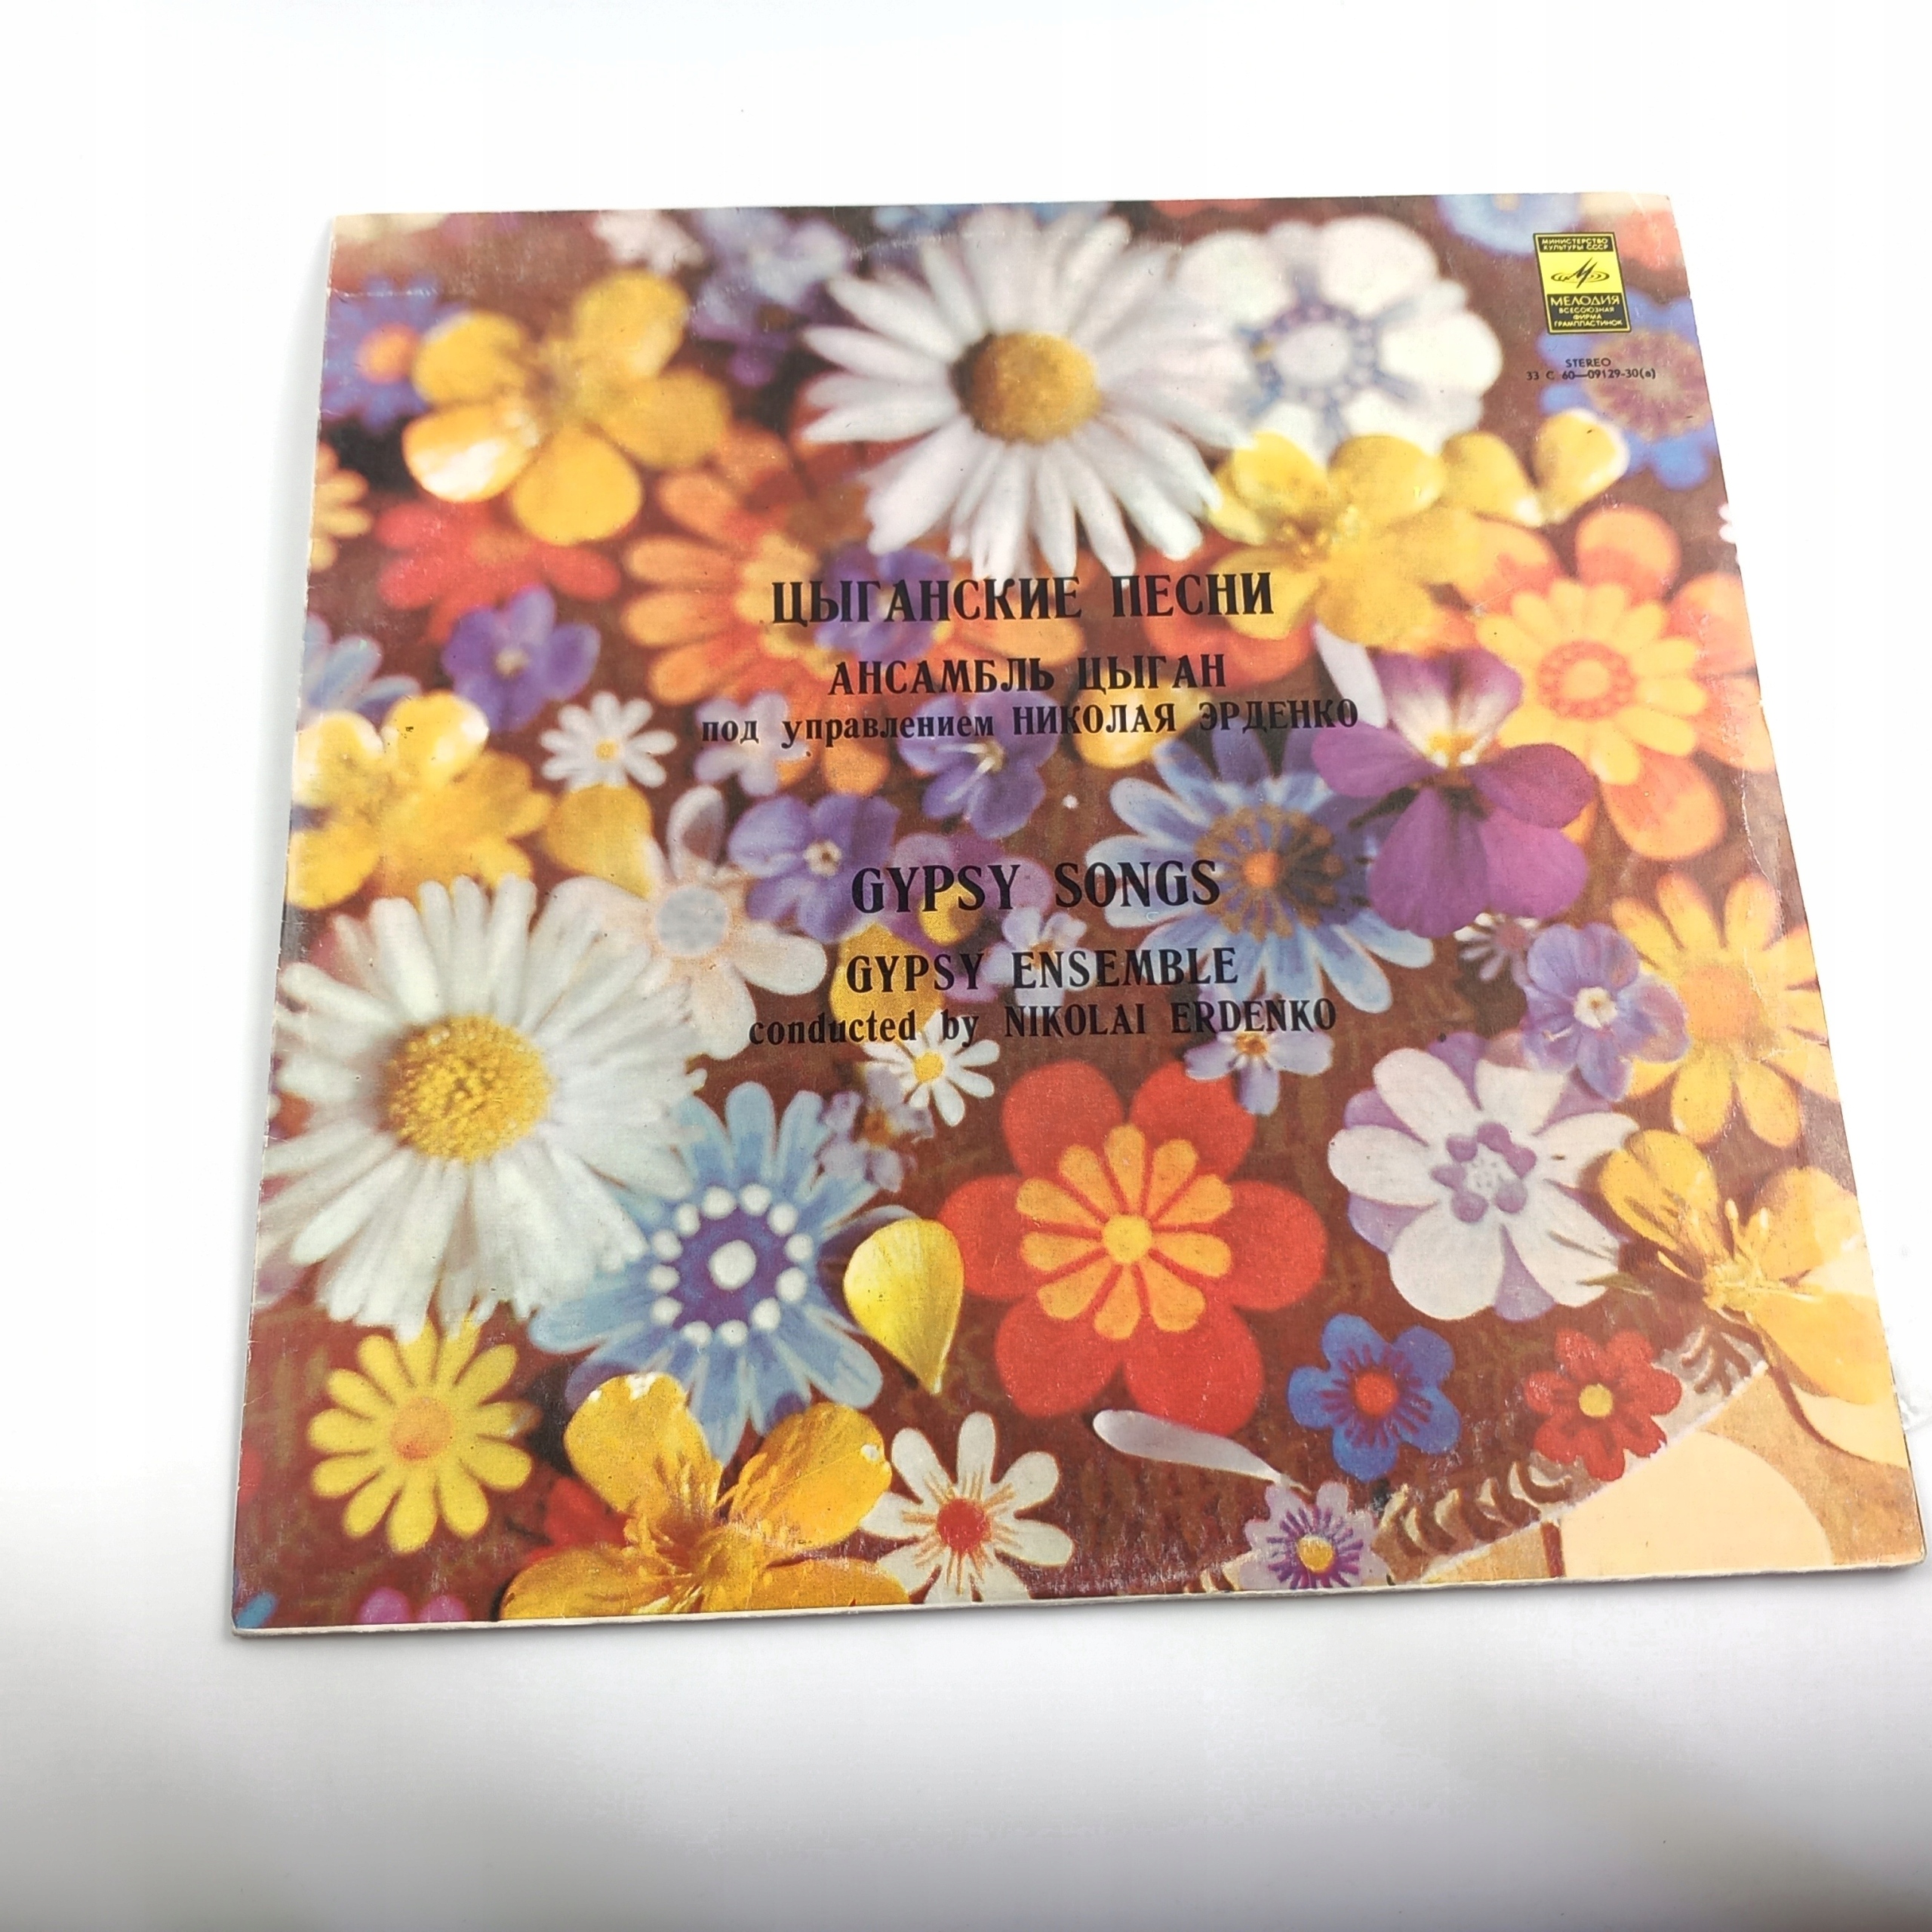 МИНИСТЕРСТВО
КУЛЬТУРЫ СССР
МЕЛОДИЯ
ВСЕСОЮЗНАЯ
ФИРМА
ГРАМПЛАСТИНОК
STEREO
33 С 60—09129-30(а)
ЦЫГАНСКИЕ ПЕСНИ
АНСАМБЛЬ ЦЫГАН
под управлением НИКОЛАЯ ЭРДЕНКО
GYPSY SONGS
GYPSY ENSEMBLE
conducted by NIKOLAI ERDENKO